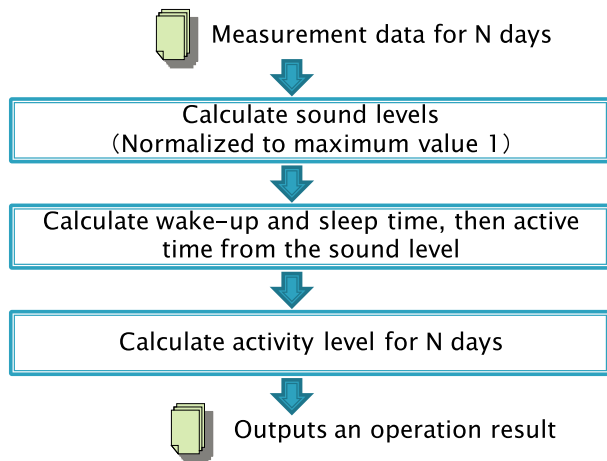 Measurement data for N days
Calculate sound levels
（Normalized to maximum value 1）
Calculate wake-up and sleep time, then active
time from the sound level
Calculate activity level for N days
Outputs an operation result